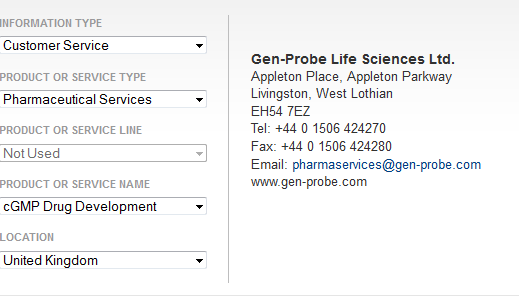 INFORMATION TYPE
Customer Service
PRODUCT OR SERVICE TYPE
Pharmaceutical Services
PRODUCT OR SERVICE LINE
Not Used
PRODUCT OR SERVICE NAME
cGMP Drug Development
LOCATION
United Kingdom
Gen-Probe Life Sciences Ltd.
Appleton Place, Appleton Parkway
Livingston, West Lothian
EH54 7EZ
Tel: +44 0 1506 424270
Fax: +44 0 1506 424280
Email: pharmaservices@gen-probe.com
www.gen-probe.com